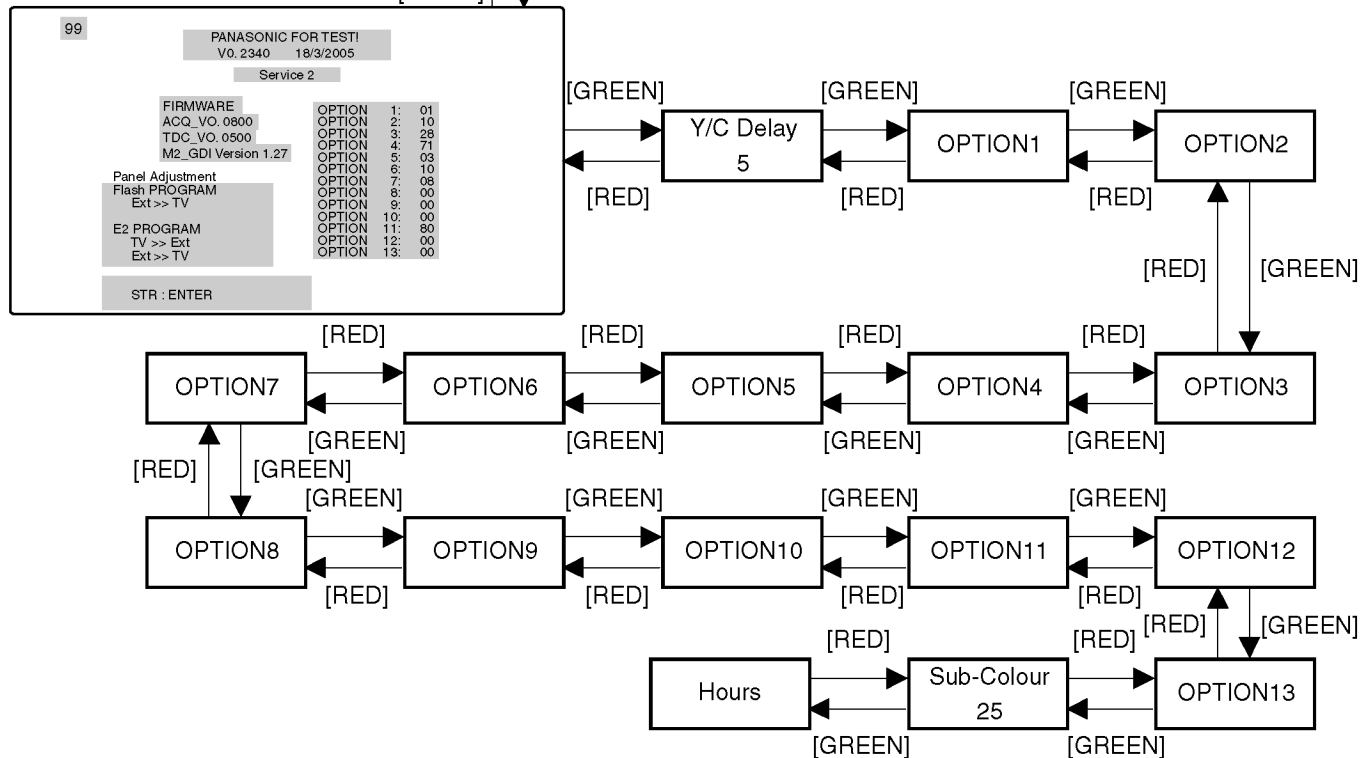 99
PANASONIC FOR TEST!
V0. 2340 18/3/2005
Service 2
FIRMWARE
ACQ_VO. 0800
TDC_VO. 0500
M2_GDI Version 1.27
Panel Adjustment
Flash PROGRAM
Ext >> TV
E2 PROGRAM
TV >> Ext
Ext >> TV
STR : ENTER
OPTION 1: 01
OPTION 2: 10
OPTION 3: 28
OPTION 4: 71
OPTION 5: 03
OPTION 6: 10
OPTION 7: 08
OPTION 8: 00
OPTION 9: 00
OPTION 10: 00
OPTION 11: 80
OPTION 12: 00
OPTION 13: 00
[GREEN] [GREEN] [GREEN]
Y/C Delay
5
OPTION1 OPTION2
[RED] [RED] [RED]
[RED] [GREEN]
[RED] [RED] [RED] [RED]
OPTION7 OPTION6 OPTION5 OPTION4 OPTION3
[GREEN] [GREEN] [GREEN] [GREEN]
[RED] [GREEN]
[GREEN] [GREEN] [GREEN] [GREEN]
OPTION8 OPTION9 OPTION10 OPTION11 OPTION12
[RED] [RED] [RED] [RED]
[RED] [GREEN]
[RED] [RED]
Hours
Sub-Colour
25
OPTION13
[GREEN] [GREEN]